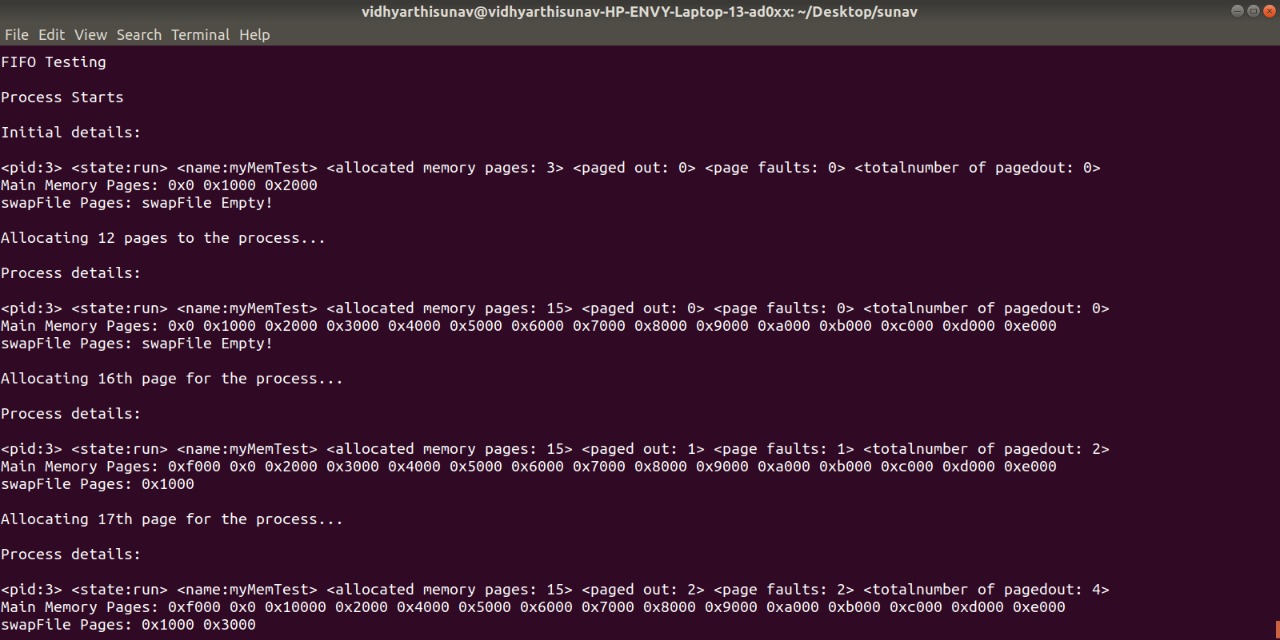 vidhyarthisunav@vidhyarthisunav-HP-ENVY-Laptop-13-ad0xx: ~/Desktop/sunav
File Edit View Search Terminal Help
FIFO Testing
Process Starts
Initial details:
<pid:3> <state:run> <name:myMemTest> <allocated memory pages: 3> <paged out: 0> <page faults: 0> <totalnumber of pagedout: 0>
Main Memory Pages: 0x0 0x1000 0x2000
swapFile Pages: swapFile Empty!
Allocating 12 pages to the process...
Process details:
<pid:3> <state:run> <name:myMemTest> <allocated memory pages: 15> <paged out: 0> <page faults: 0> <totalnumber of pagedout: 0>
Main Memory Pages: 0x0 0x1000 0x2000 0x3000 0x4000 0x5000 0x6000 0x7000 0x8000 0x9000 0xa000 0xb000 0xc000 0xd000 0xe000
swapFile Pages: swapFile Empty!
Allocating 16th page for the process...
Process details:
<pid:3> <state:run> <name:myMemTest> <allocated memory pages: 15> <paged out: 1> <page faults: 1> <totalnumber of pagedout: 2>
Main Memory Pages: 0xf000 0x0 0x2000 0x3000 0x4000 0x5000 0x6000 0x7000 0x8000 0x9000 0xa000 0xb000 0xc000 0xd000 0xe000
swapFile Pages: 0x1000
Allocating 17th page for the process...
Process details:
<pid:3> <state:run> <name:myMemTest> <allocated memory pages: 15> <paged out: 2> <page faults: 2> <totalnumber of pagedout: 4>
Main Memory Pages: 0xf000 0x0 0x10000 0x2000 0x4000 0x5000 0x6000 0x7000 0x8000 0x9000 0xa000 0xb000 0xc000 0xd000 0xe000
swapFile Pages: 0x1000 0x3000